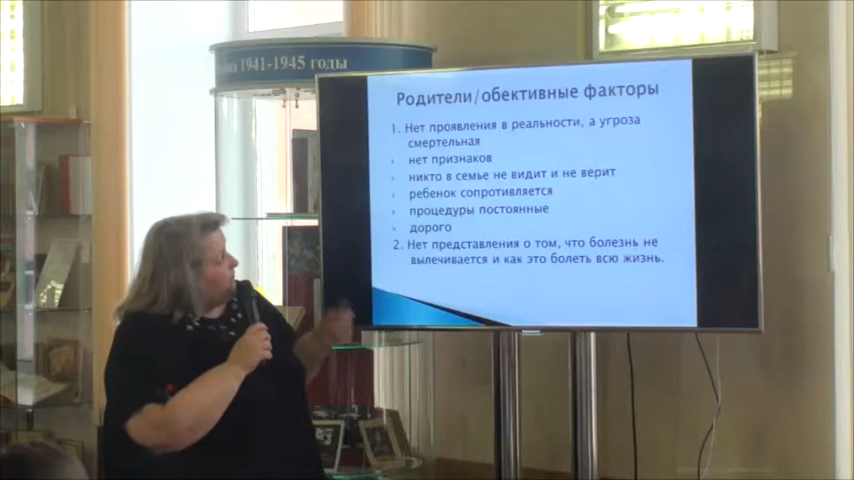 1941-1945 годы
Родители/обективные факторы
1. Нет проявления в реальности, а угроза
смертельная
нет признаков
никто в семье не видит и не верит
ребенок сопротивляется
процедуры постоянные
дорого
2. Нет представления о том, что болезнь не
вылечивается и как это болеть всю жизнь.